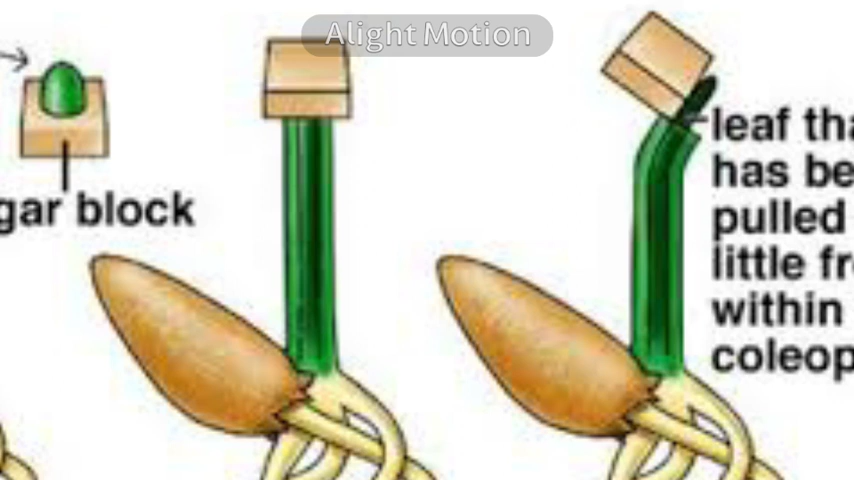 Alight Motion
gar block
leaf tha
has be
pulled
little fr
within
coleop